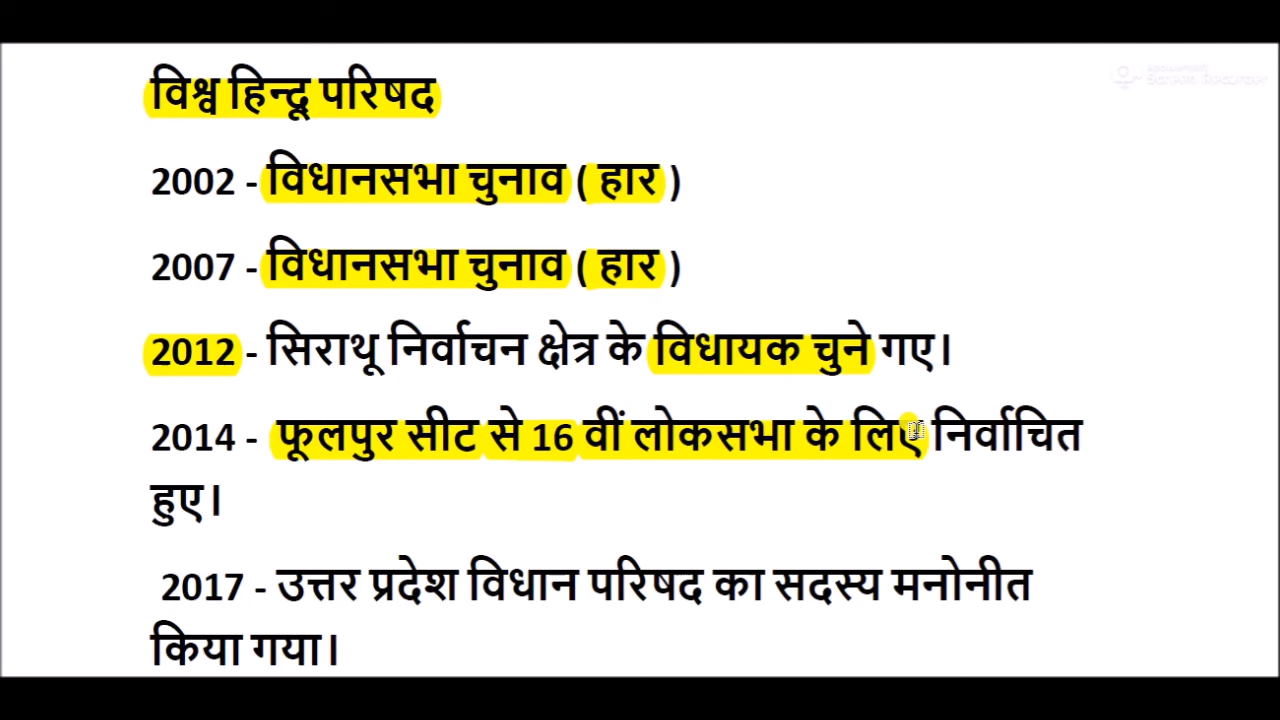 विश्व हिन्दू परिषद
2002 - विधानसभा चुनाव ( हार )
2007 - विधानसभा चुनाव ( हार )
2012 - सिराथू निर्वाचन क्षेत्र के विधायक चुने गए।
2014 - फूलपुर सीट से 16 वीं लोकसभा के लिए निर्वाचित
हुए।
2017 - उत्तर प्रदेश विधान परिषद का सदस्य मनोनीत
किया गया।